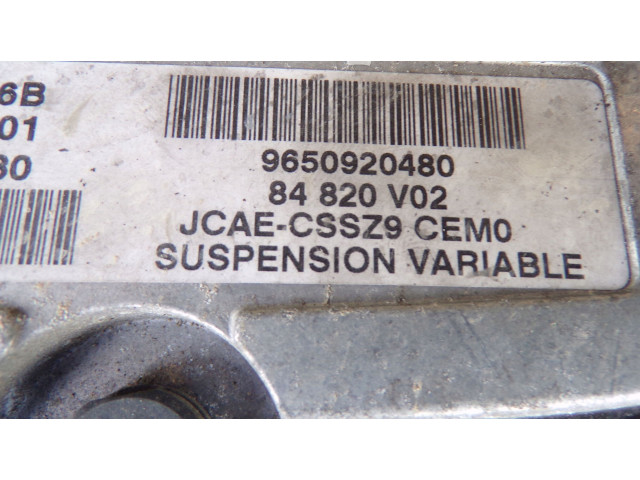 6B
01
30
9650920480
84 820 V02
JCAE-CSSZ9 CEM0
SUSPENSION VARIABLE